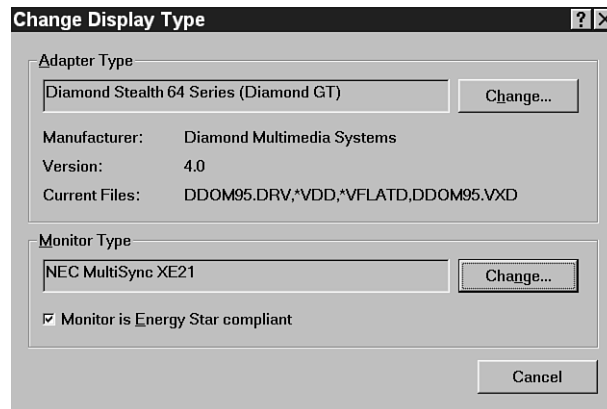 Change Display Type
Adapter Type
Diamond Stealth 64 Series (Diamond GT)
Change...
Manufacturer: Diamond Multimedia Systems
Version: 4.0
Current Files: DDOM95.DRV,*VDD,*VFLATD,DDOM95.VXD
Monitor Type
NEC MultiSync XE21
Change...
Monitor is Energy Star compliant
Cancel